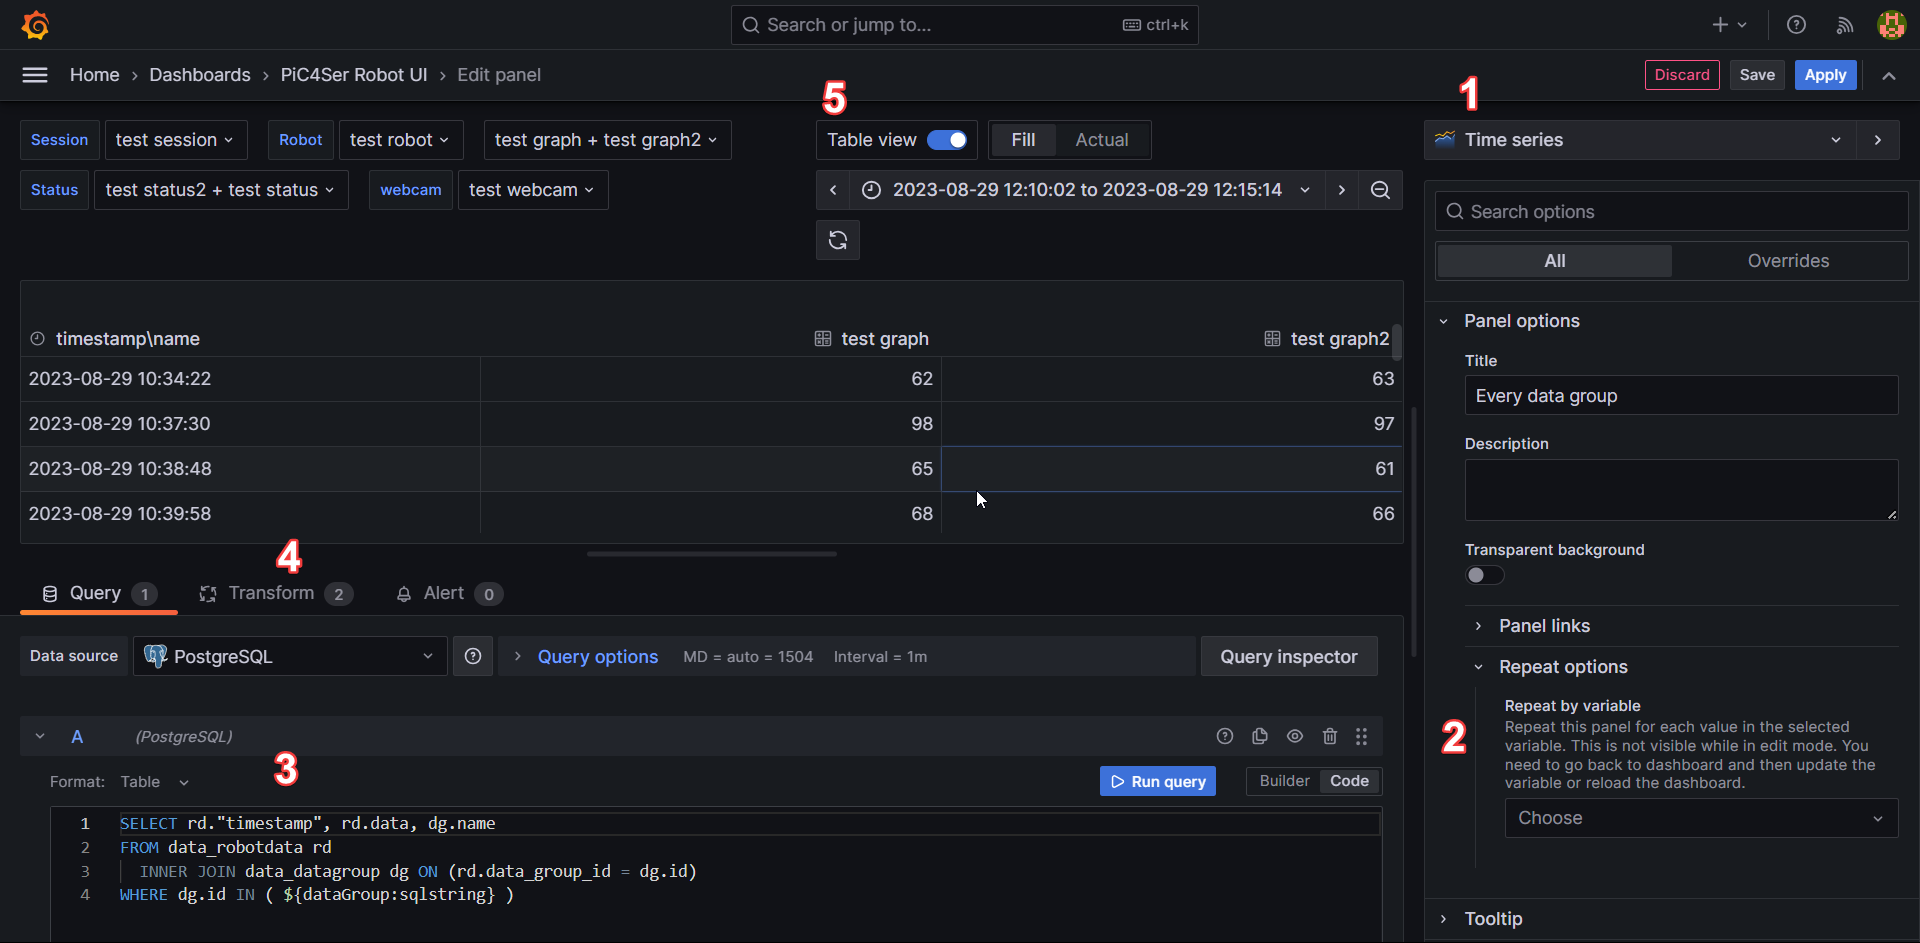 Search or jump to...
ctrl+k
Home › Dashboards › PiC4Ser Robot UI › Edit panel
Discard
Save
Apply
5
1
Session
test session
Robot
test robot
test graph + test graph2
Table view
Fill
Actual
Time series
Status
test status2 + test status
webcam
test webcam
2023-08-29 12:10:02 to 2023-08-29 12:15:14
Search options
All
Overrides
timestamp\name
test graph
test graph2
2023-08-29 10:34:22
62
63
2023-08-29 10:37:30
98
97
2023-08-29 10:38:48
65
61
2023-08-29 10:39:58
68
66
Panel options
Title
Every data group
Description
Transparent background
Panel links
Repeat options
2
Repeat by variable
Repeat this panel for each value in the selected
variable. This is not visible while in edit mode. You
need to go back to dashboard and then update the
variable or reload the dashboard.
Choose
Tooltip
4
Query 1
Transform 2
Alert 0
Data source
PostgreSQL
Query options
MD = auto = 1504
Interval = 1m
Query inspector
A
(PostgreSQL)
3
Format: Table
Run query
Builder
Code
1 SELECT rd."timestamp", rd.data, dg.name
2 FROM data_robotdata rd
3 INNER JOIN data_datagroup dg ON (rd.data_group_id = dg.id)
4 WHERE dg.id IN ( ${dataGroup:sqlstring} )